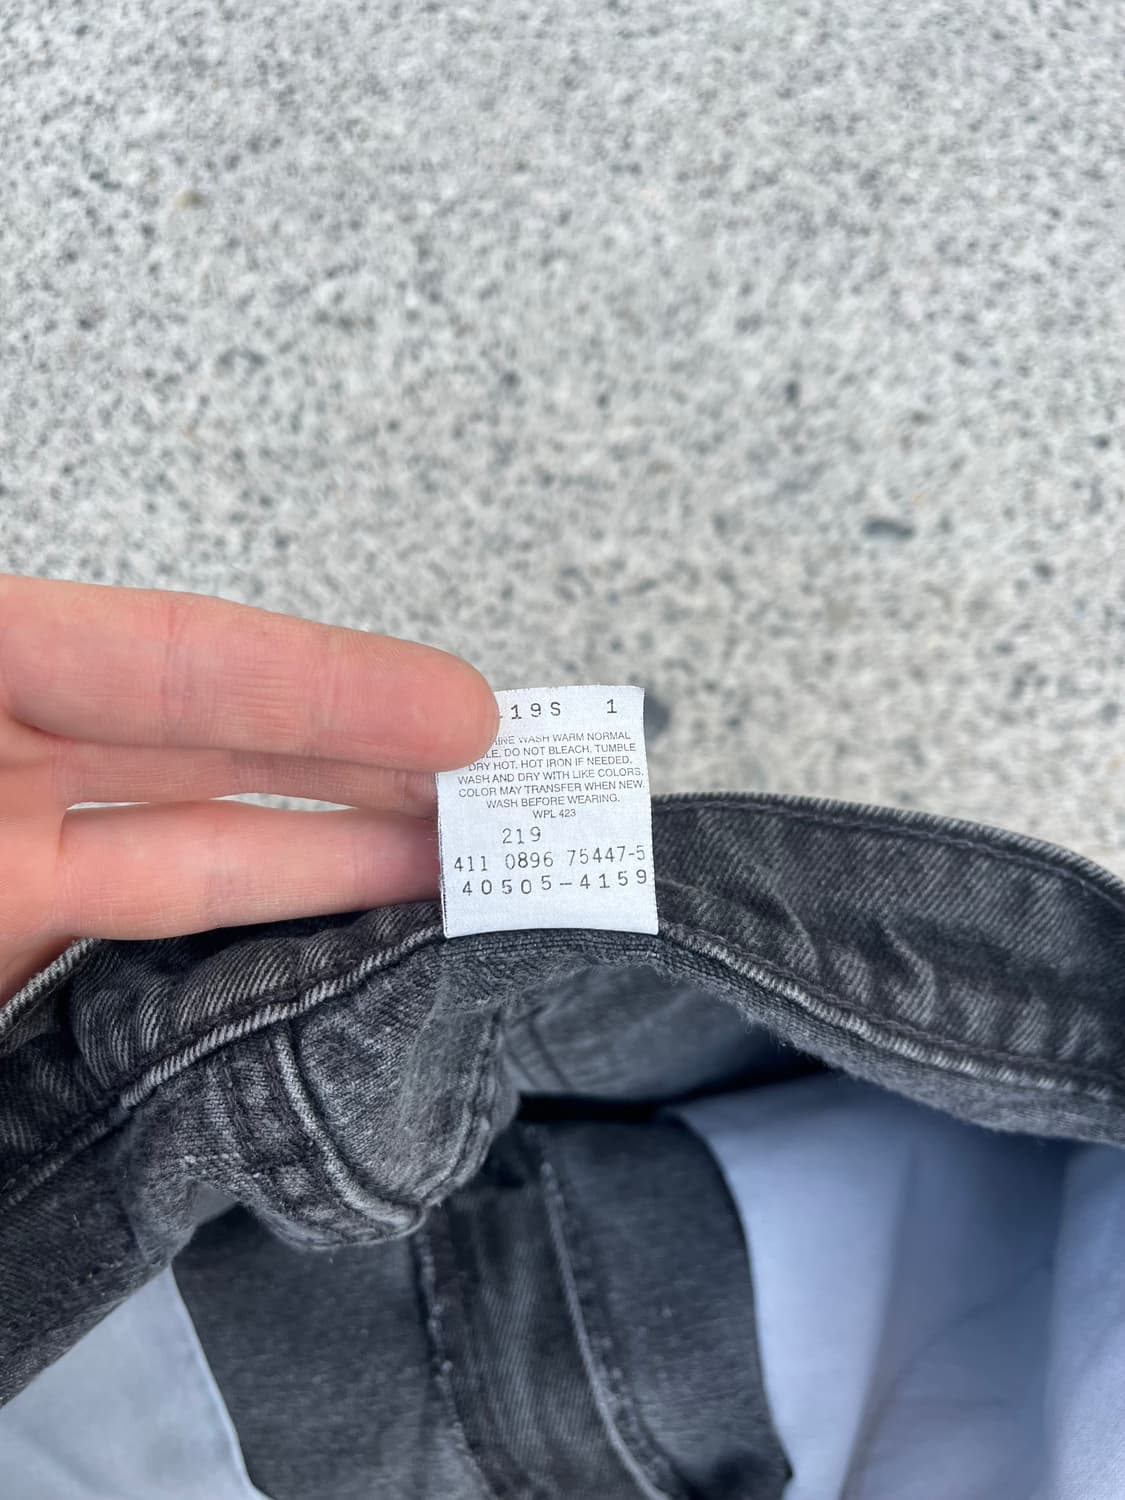 19S 1
WASH WARM NORMAL
DO NOT BLEACH. TUMBLE
DRY HOT. HOT IRON IF NEEDED.
WASH AND DRY WITH LIKE COLORS.
COLOR MAY TRANSFER WHEN NEW.
WASH BEFORE WEARING.
WPL 423
219
411 0896 75447-5
40505-4159